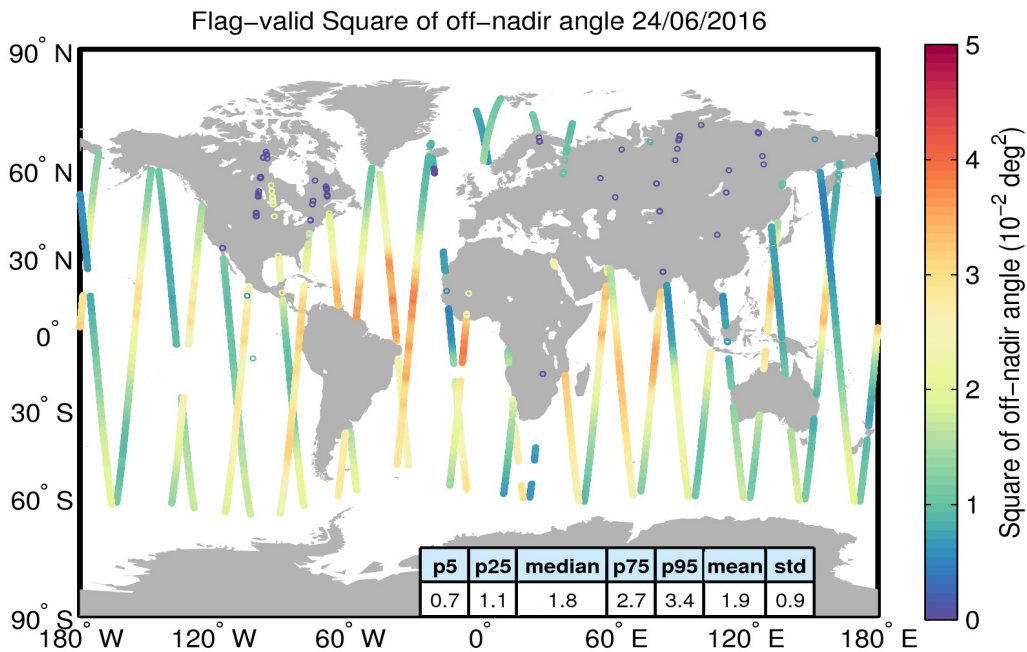 Flag-valid Square of off-nadir angle 24/06/2016
90° N
60° N
30° N
0°
30° S
60° S
90° S
180° W
120° W
60° W
0°
60° E
120° E
180° E
p5 p25 median p75 p95 mean std
0.7 1.1 1.8 2.7 3.4 1.9 0.9
5
4
3
2
1
0
Square of off-nadir angle (10⁻² deg²)